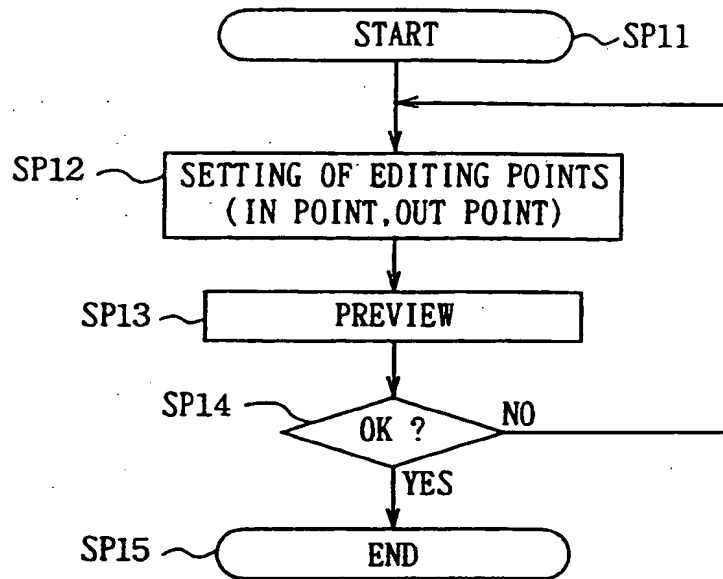 START
SP11
SP12
SETTING OF EDITING POINTS
(IN POINT,OUT POINT)
SP13
PREVIEW
SP14
OK ?
NO
YES
SP15
END